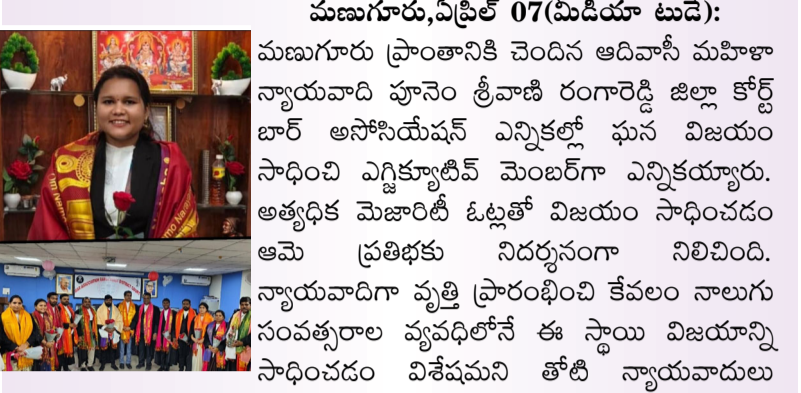 మణుగూరు,ఏప్రిల్ 07(మీడియా టుడే):
మణుగూరు ప్రాంతానికి చెందిన ఆదివాసీ మహిళా
న్యాయవాది పూనెం శ్రీవాణి రంగారెడ్డి జిల్లా కోర్ట్
బార్ అసోసియేషన్ ఎన్నికల్లో ఘన విజయం
సాధించి ఎగ్జిక్యూటివ్ మెంబర్‌గా ఎన్నికయ్యారు.
అత్యధిక మెజారిటీ ఓట్లతో విజయం సాధించడం
ఆమె ప్రతిభకు నిదర్శనంగా నిలిచింది.
న్యాయవాదిగా వృత్తి ప్రారంభించి కేవలం నాలుగు
సంవత్సరాల వ్యవధిలోనే ఈ స్థాయి విజయాన్ని
సాధించడం విశేషమని తోటి న్యాయవాదులు